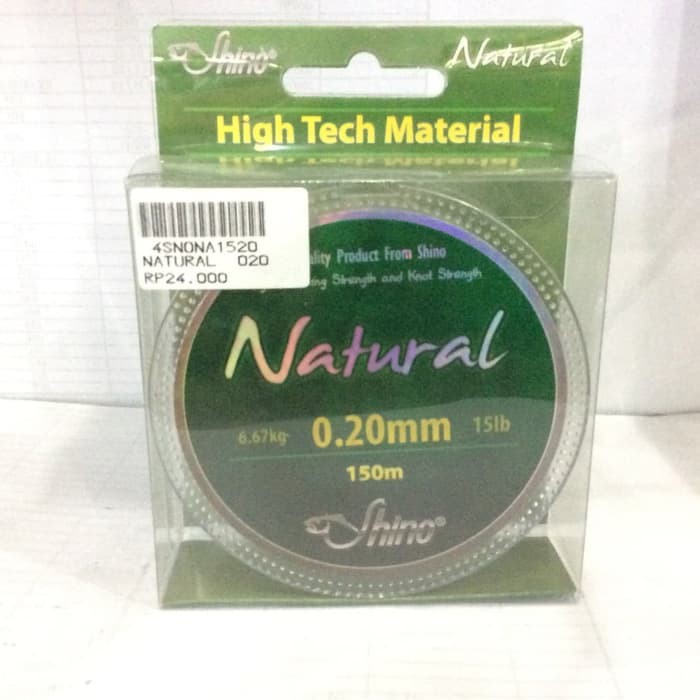 Shino®
Natural
High Tech Material
4SNONA1520
NATURAL 020
RP24.000
Product From Shino
Strength and Knot Strength
Natural
6.67kg
0.20mm
15lb
150m
Shino®